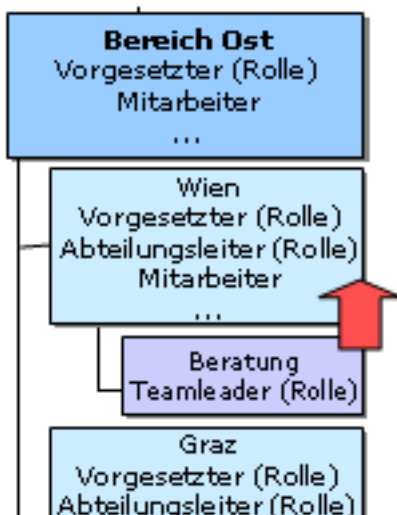 Bereich Ost
Vorgesetzter (Rolle)
Mitarbeiter
...
Wien
Vorgesetzter (Rolle)
Abteilungsleiter (Rolle)
Mitarbeiter
...
Beratung
Teamleader (Rolle)
Graz
Vorgesetzter (Rolle)
Abteilungsleiter (Rolle)